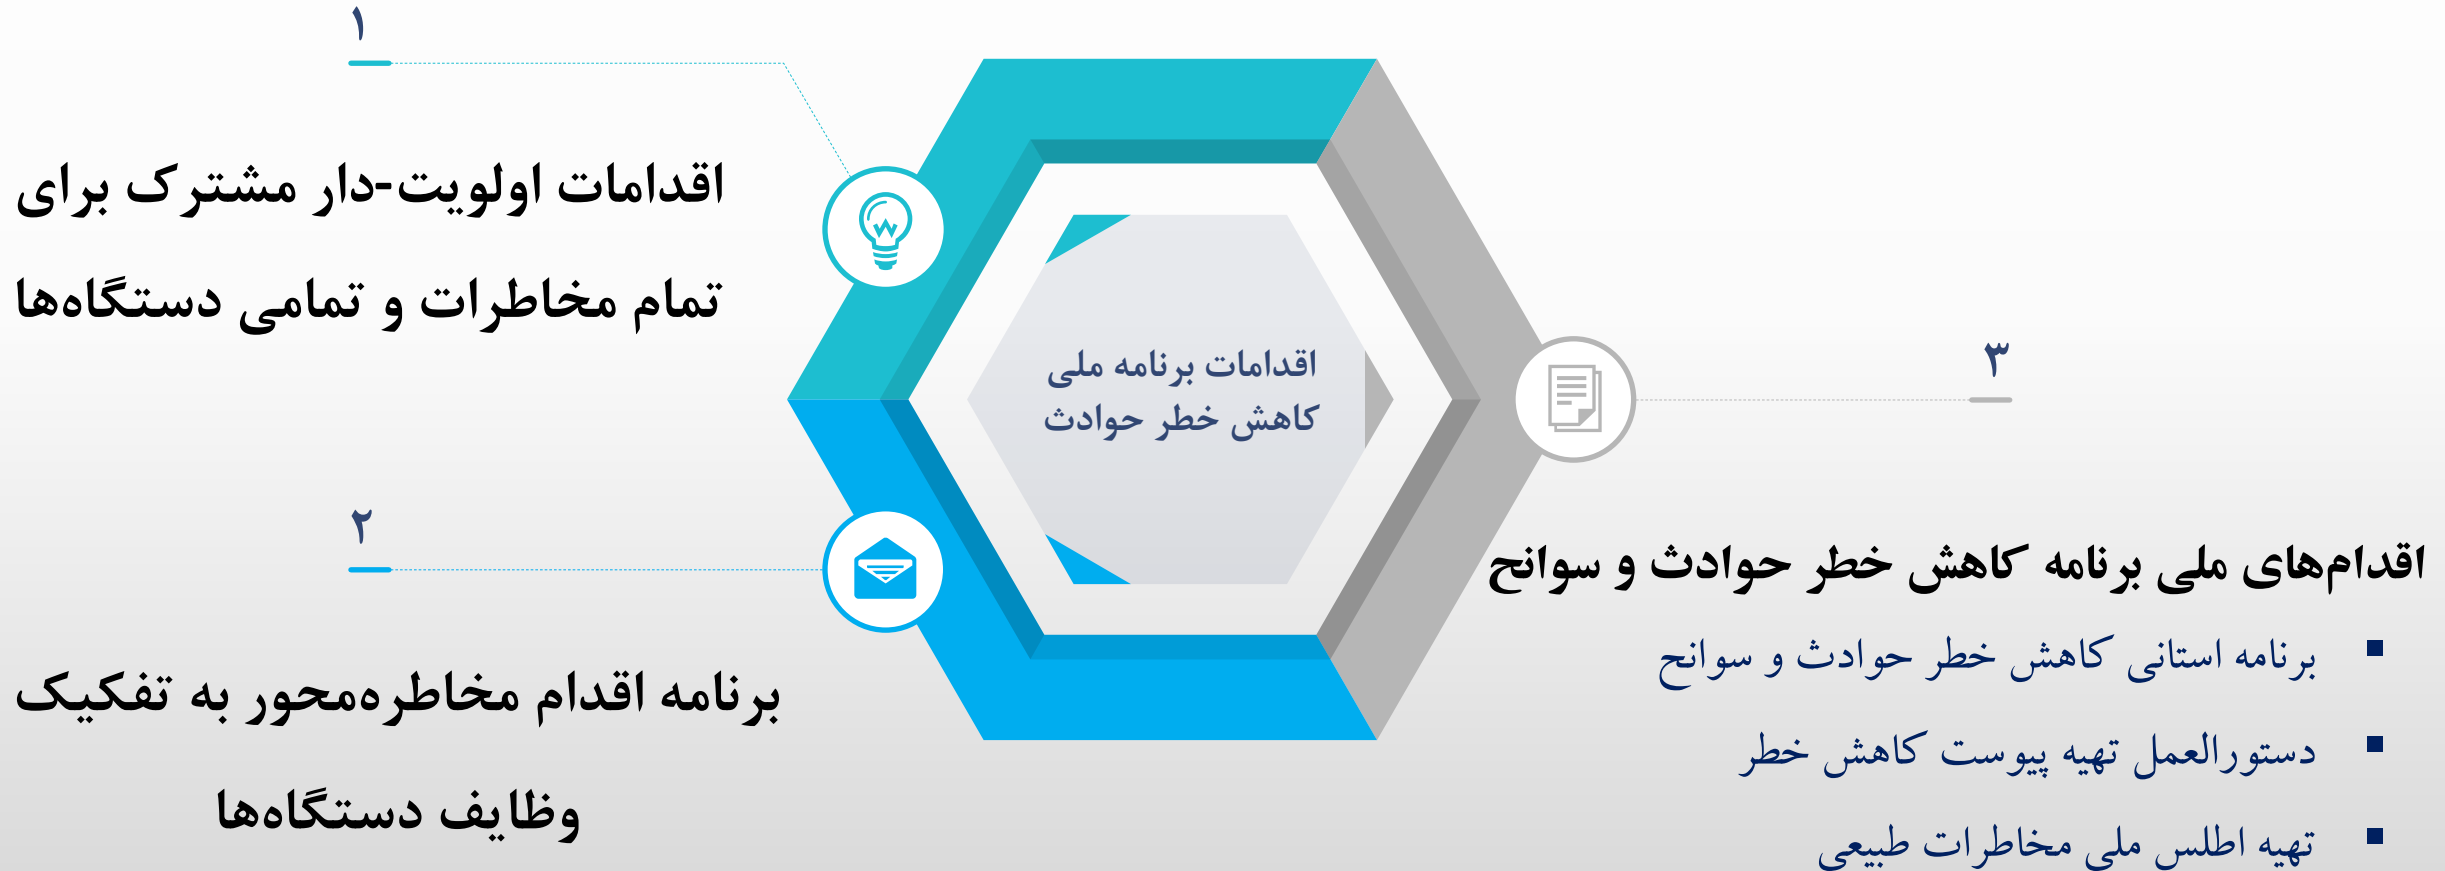 ۱
اقدامات اولویت-دار مشترک برای
تمام مخاطرات و تمامی دستگاه‌ها
اقدامات برنامه ملی
کاهش خطر حوادث
۲
برنامه اقدام مخاطره‌محور به تفکیک
وظایف دستگاه‌ها
۳
اقدام‌های ملی برنامه کاهش خطر حوادث و سوانح
▪ برنامه استانی کاهش خطر حوادث و سوانح
▪ دستورالعمل تهیه پیوست کاهش خطر
▪ تهیه اطلس ملی مخاطرات طبیعی